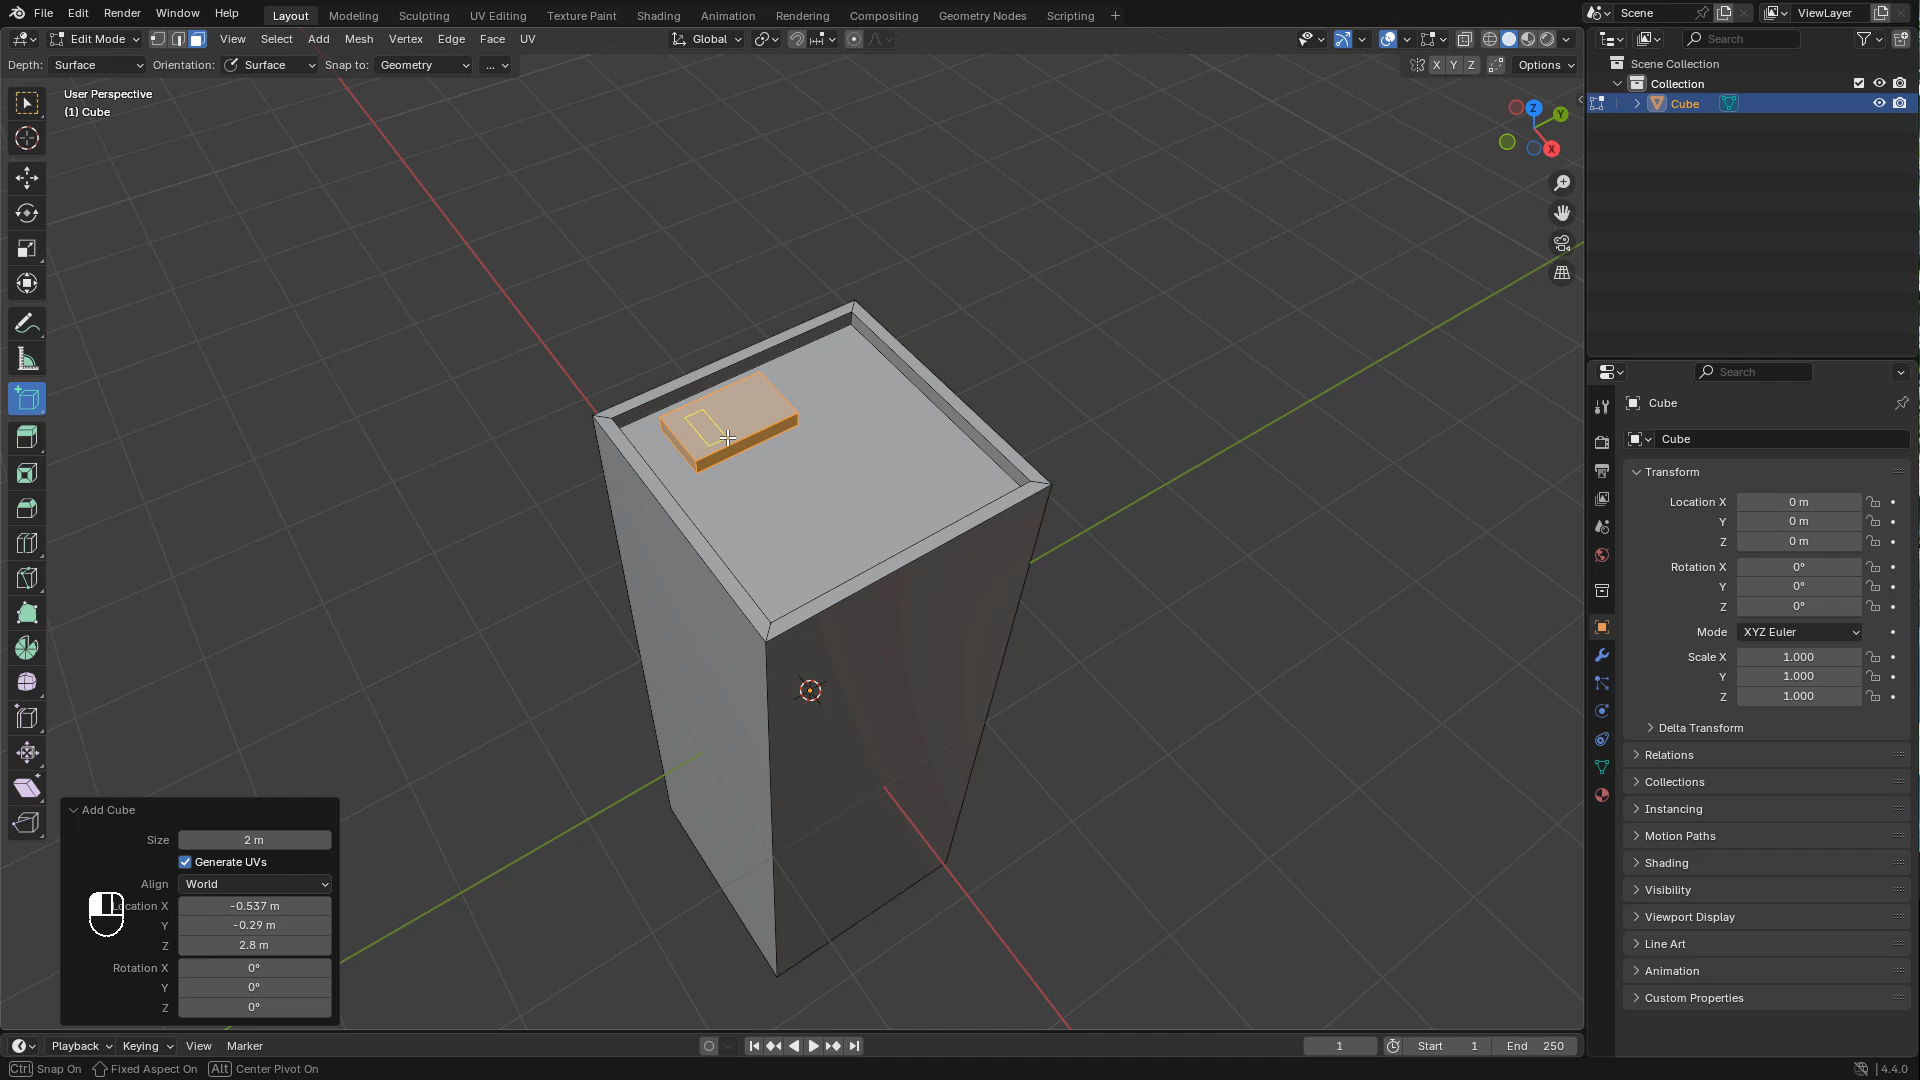 File Edit Render Window Help Layout Modeling Sculpting UV Editing Texture Paint Shading Animation Rendering Compositing Geometry Nodes Scripting + Scene ViewLayer
Edit Mode View Select Add Mesh Vertex Edge Face UV Global Search
Depth: Surface Orientation: Surface Snap to: Geometry ... X Y Z Options
Scene Collection
Collection
Cube
User Perspective
(1) Cube
Z
Y
X
Search
Cube
Cube
Transform
Location X 0 m
Y 0 m
Z 0 m
Rotation X 0°
Y 0°
Z 0°
Mode XYZ Euler
Scale X 1.000
Y 1.000
Z 1.000
Delta Transform
Relations
Collections
Instancing
Motion Paths
Shading
Visibility
Viewport Display
Line Art
Animation
Custom Properties
Add Cube
Size 2 m
Generate UVs
Align World
Location X -0.537 m
Y -0.29 m
Z 2.8 m
Rotation X 0°
Y 0°
Z 0°
Playback Keying View Marker 1 Start 1 End 250
Ctrl Snap On Fixed Aspect On Alt Center Pivot On 4.4.0